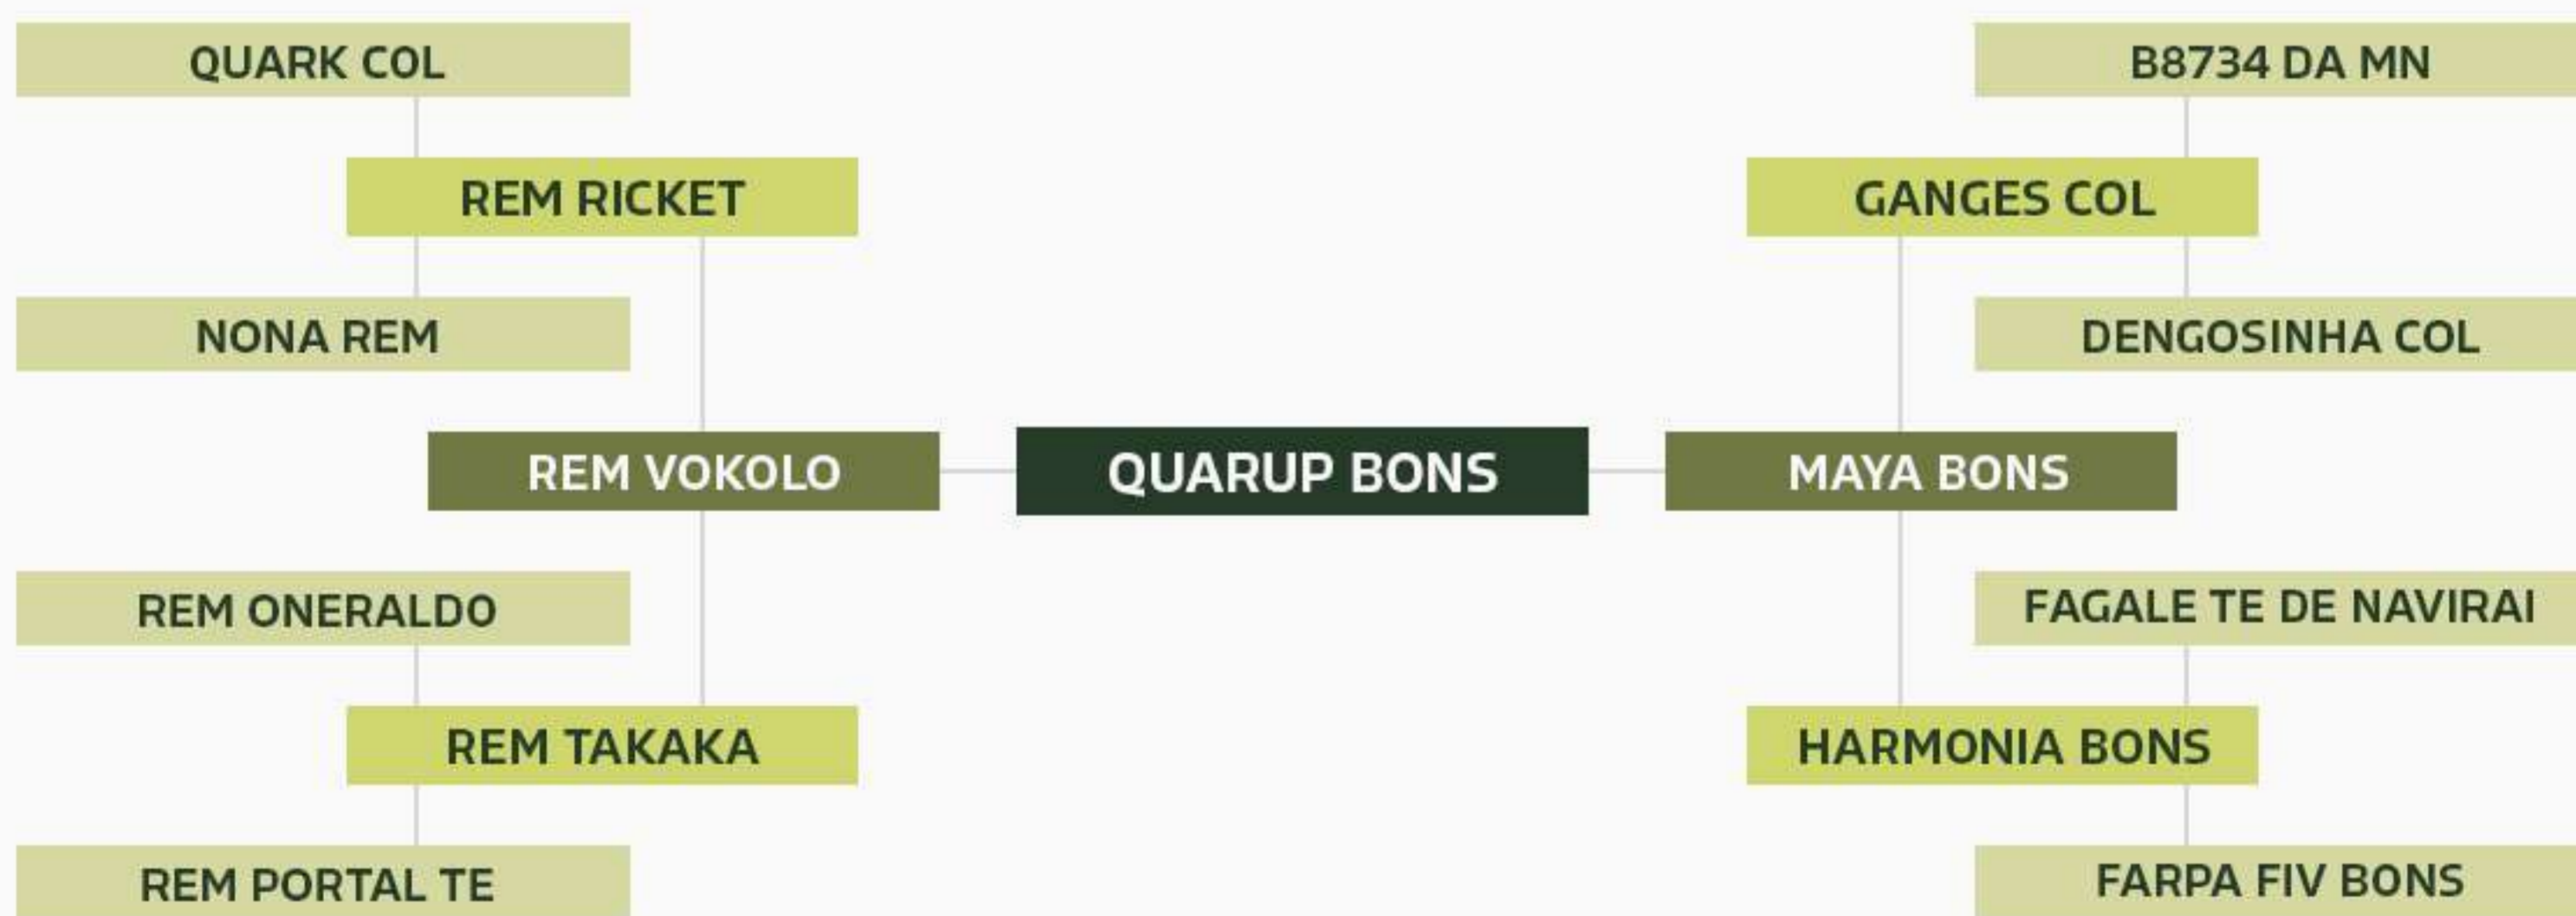 QUARK COL
B8734 DA MN
REM RICKET
GANGES COL
NONA REM
DENGOSINHA COL
REM VOKOLO
QUARUP BONS
MAYA BONS
REM ONERALDO
FAGALE TE DE NAVIRAI
REM TAKAKA
HARMONIA BONS
REM PORTAL TE
FARPA FIV BONS